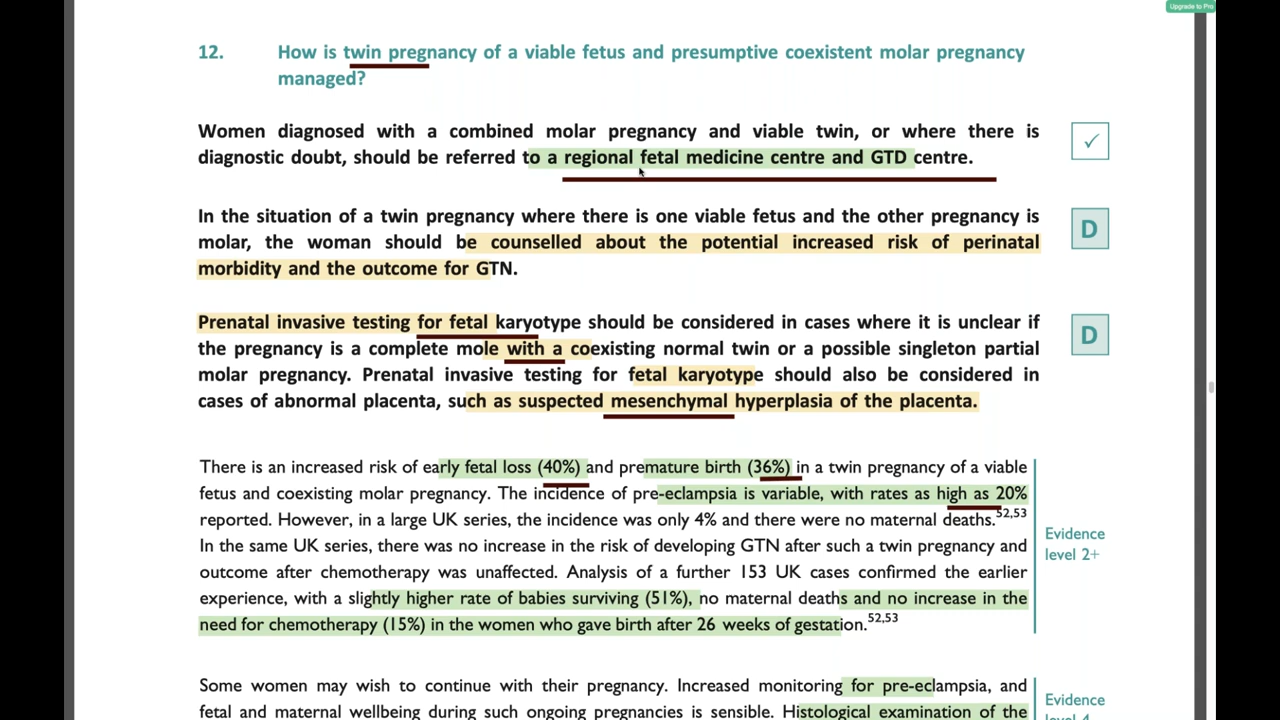 Upgrade to Pro
12. How is twin pregnancy of a viable fetus and presumptive coexistent molar pregnancy
managed?
Women diagnosed with a combined molar pregnancy and viable twin, or where there is
diagnostic doubt, should be referred to a regional fetal medicine centre and GTD centre.
✓
In the situation of a twin pregnancy where there is one viable fetus and the other pregnancy is
molar, the woman should be counselled about the potential increased risk of perinatal
morbidity and the outcome for GTN.
D
Prenatal invasive testing for fetal karyotype should be considered in cases where it is unclear if
the pregnancy is a complete mole with a coexisting normal twin or a possible singleton partial
molar pregnancy. Prenatal invasive testing for fetal karyotype should also be considered in
cases of abnormal placenta, such as suspected mesenchymal hyperplasia of the placenta.
D
There is an increased risk of early fetal loss (40%) and premature birth (36%) in a twin pregnancy of a viable
fetus and coexisting molar pregnancy. The incidence of pre-eclampsia is variable, with rates as high as 20%
reported. However, in a large UK series, the incidence was only 4% and there were no maternal deaths.52,53
In the same UK series, there was no increase in the risk of developing GTN after such a twin pregnancy and
outcome after chemotherapy was unaffected. Analysis of a further 153 UK cases confirmed the earlier
experience, with a slightly higher rate of babies surviving (51%), no maternal deaths and no increase in the
need for chemotherapy (15%) in the women who gave birth after 26 weeks of gestation.52,53
Evidence
level 2+
Some women may wish to continue with their pregnancy. Increased monitoring for pre-eclampsia, and
fetal and maternal wellbeing during such ongoing pregnancies is sensible. Histological examination of the
Evidence
level 4